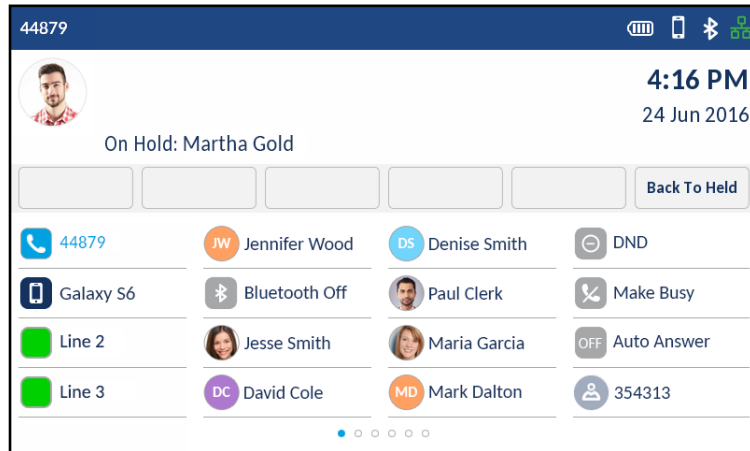 44879
4:16 PM
24 Jun 2016
On Hold: Martha Gold
Back To Held
44879
JW Jennifer Wood
DS Denise Smith
DND
Galaxy S6
Bluetooth Off
Paul Clerk
Make Busy
Line 2
Jesse Smith
Maria Garcia
OFF Auto Answer
Line 3
DC David Cole
MD Mark Dalton
354313